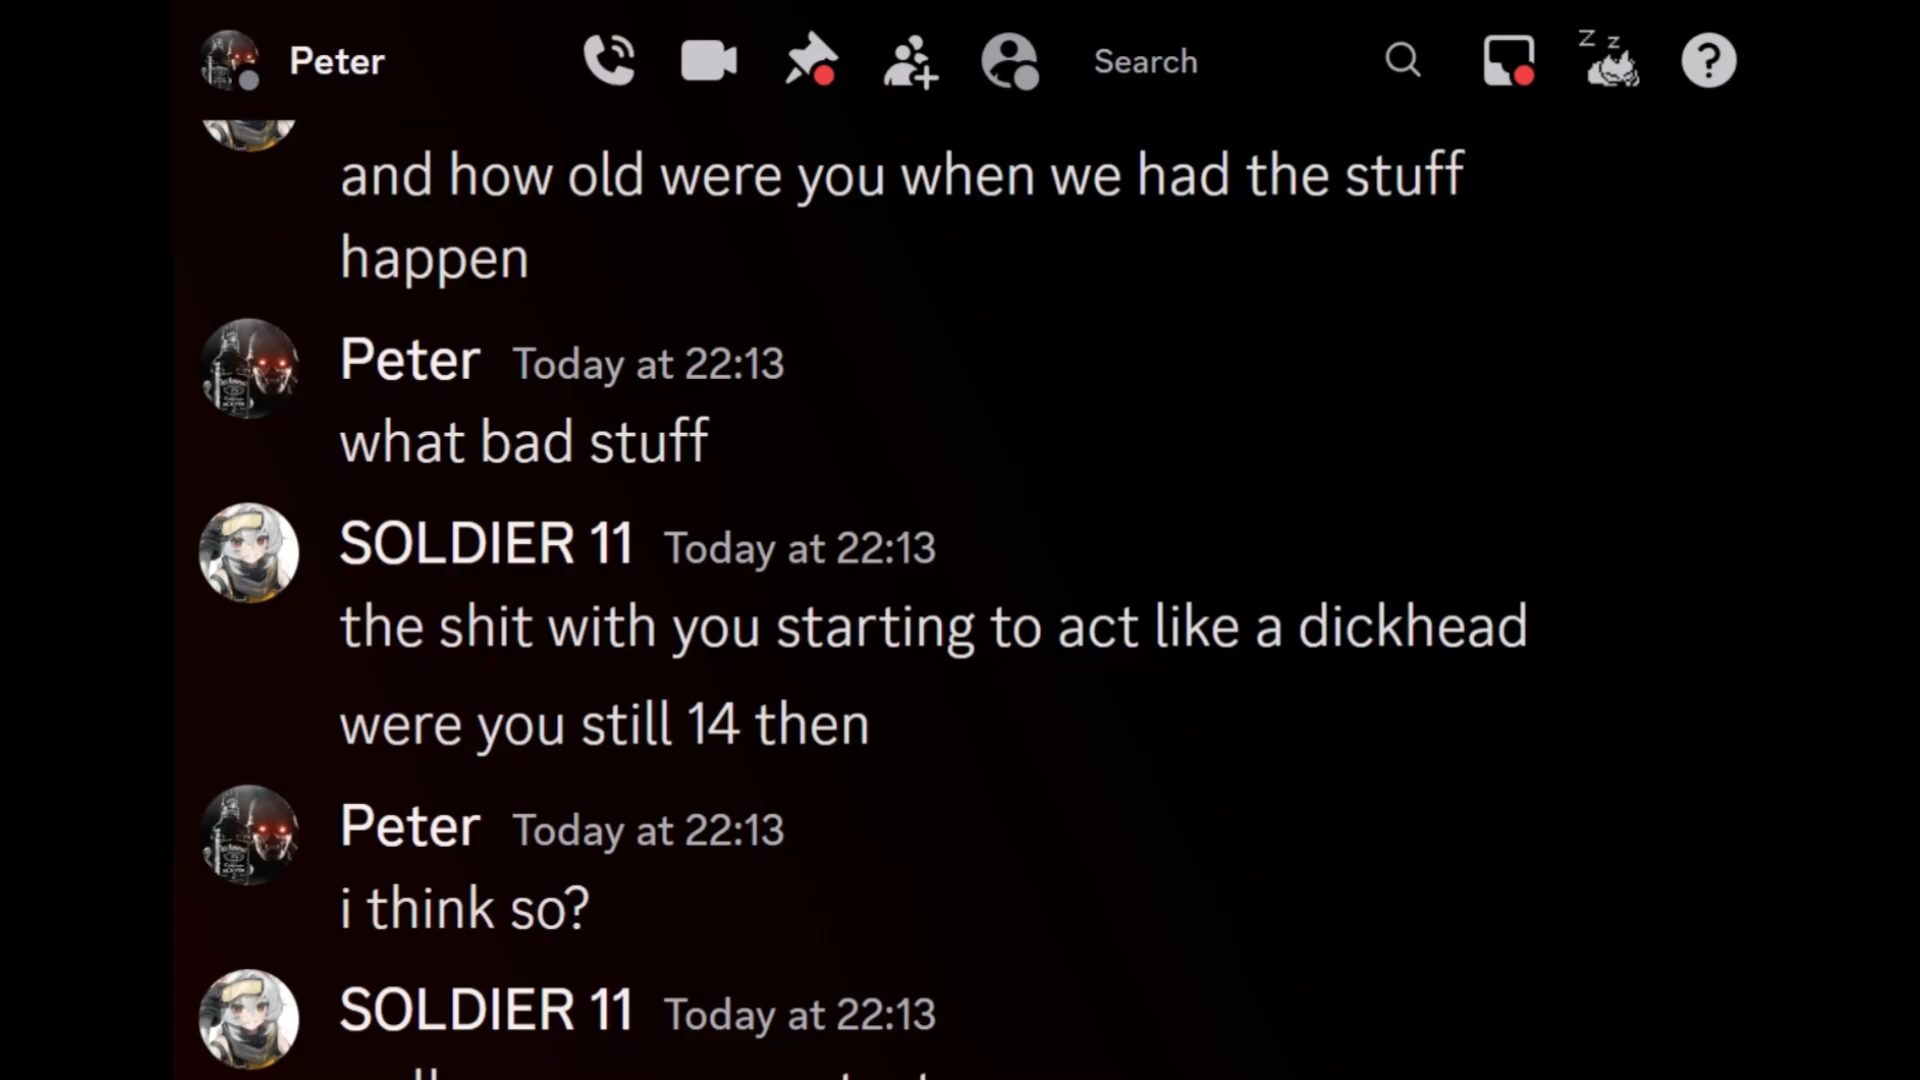 Peter
Search
z z
and how old were you when we had the stuff
happen
Peter Today at 22:13
what bad stuff
SOLDIER 11 Today at 22:13
the shit with you starting to act like a dickhead
were you still 14 then
Peter Today at 22:13
i think so?
SOLDIER 11 Today at 22:13